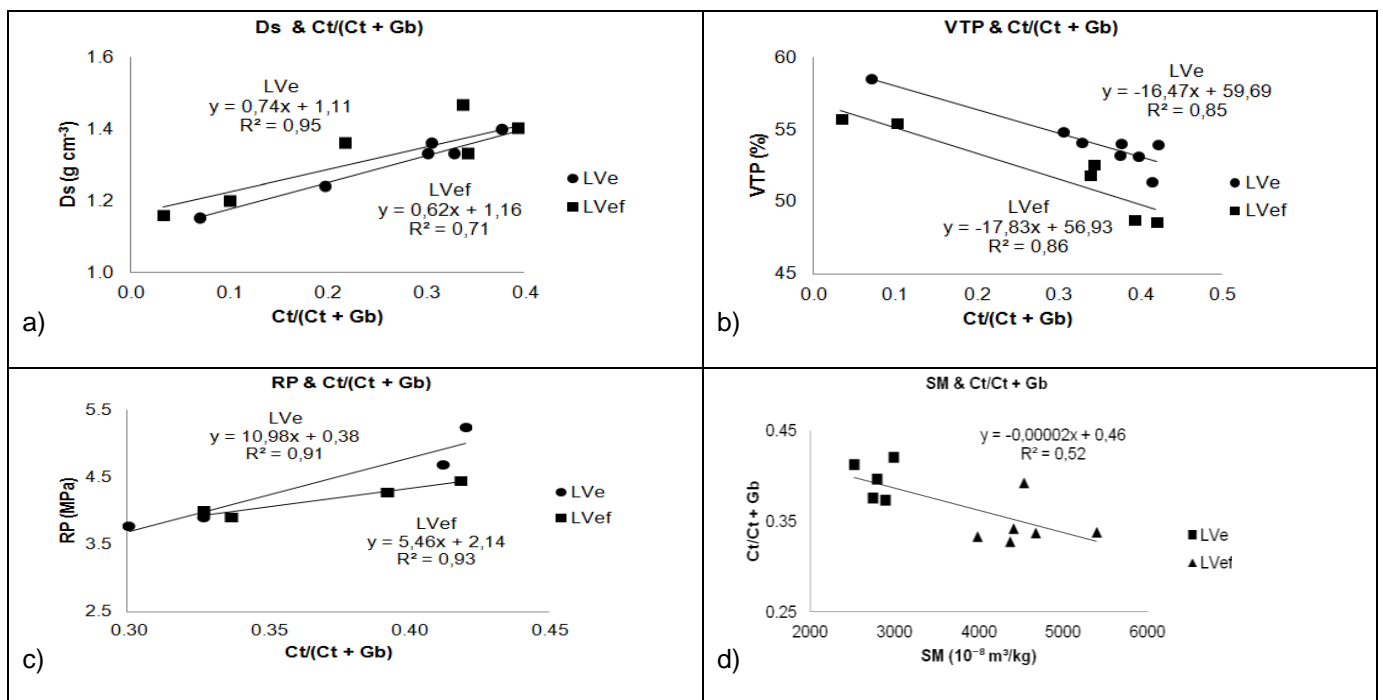 Ds & Ct/(Ct + Gb)
1.6
1.4
1.2
1.0
Ds (g cm⁻³)
LVe
y = 0,74x + 1,11
R² = 0,95
LVef
y = 0,62x + 1,16
R² = 0,71
LVe
LVef
0.0 0.1 0.2 0.3 0.4
Ct/(Ct + Gb)
a)
VTP & Ct/(Ct + Gb)
60
55
50
45
VTP (%)
LVe
y = -16,47x + 59,69
R² = 0,85
LVef
y = -17,83x + 56,93
R² = 0,86
LVe
LVef
0.0 0.1 0.2 0.3 0.4 0.5
Ct/(Ct + Gb)
b)
RP & Ct/(Ct + Gb)
5.5
4.5
3.5
2.5
RP (MPa)
LVe
y = 10,98x + 0,38
R² = 0,91
LVef
y = 5,46x + 2,14
R² = 0,93
LVe
LVef
0.30 0.35 0.40 0.45
Ct/(Ct + Gb)
c)
SM & Ct/Ct + Gb
0.45
0.35
0.25
Ct/Ct + Gb
y = -0,00002x + 0,46
R² = 0,52
LVe
LVef
2000 3000 4000 5000 6000
SM (10⁻⁸ m³/kg)
d)